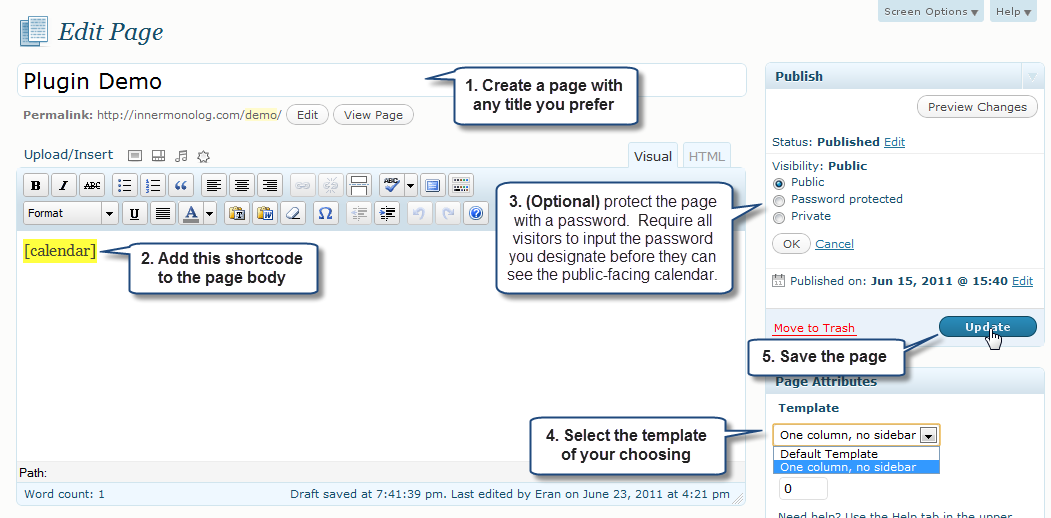 Screen Options
Help
Edit Page
Plugin Demo
1. Create a page with
any title you prefer
Permalink: http://innermonolog.com/demo/ Edit View Page
Upload/Insert
Visual HTML
B I ABC ABC
Format U A T W Ω
[calendar]
2. Add this shortcode
to the page body
3. (Optional) protect the page
with a password. Require all
visitors to input the password
you designate before they can
see the public-facing calendar.
Path:
Word count: 1 Draft saved at 7:41:39 pm. Last edited by Eran on June 23, 2011 at 4:21 pm
Publish
Preview Changes
Status: Published Edit
Visibility: Public
Public
Password protected
Private
OK Cancel
Published on: Jun 15, 2011 @ 15:40 Edit
Move to Trash Update
5. Save the page
Page Attributes
Template
4. Select the template
of your choosing
One column, no sidebar
Default Template
One column, no sidebar
0
Need help? Use the Help tab in the upper